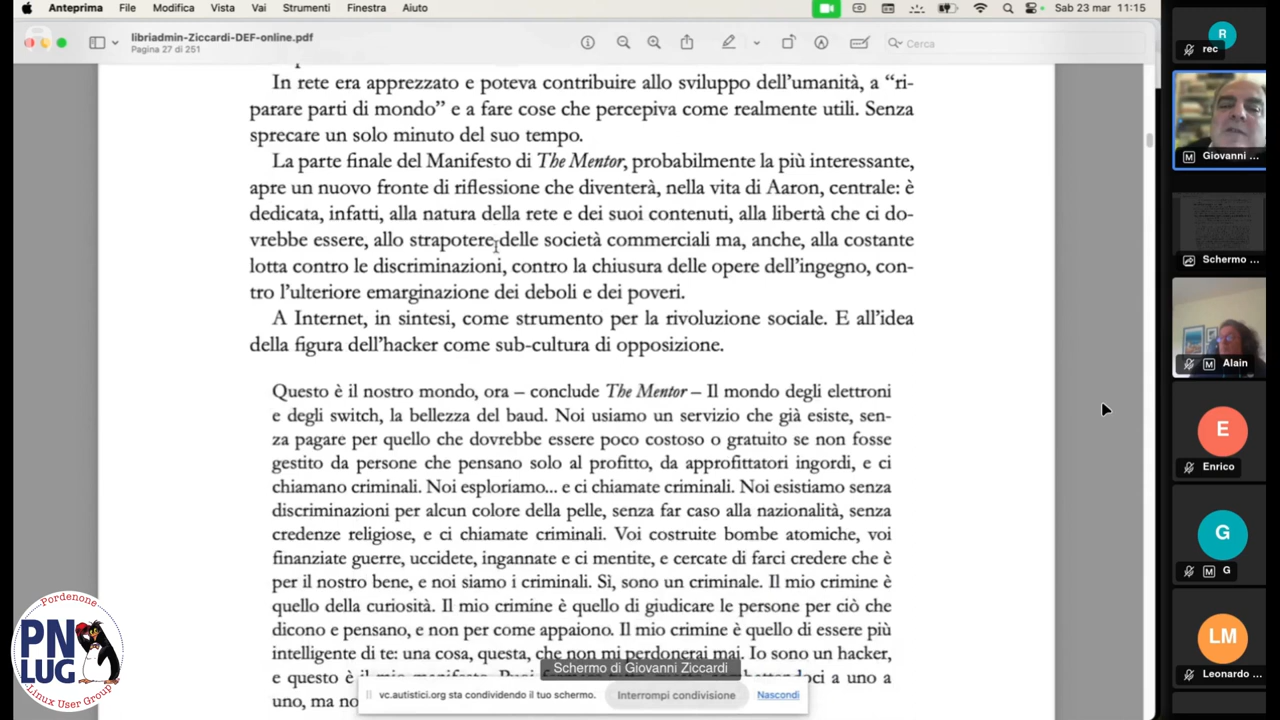 Anteprima File Modifica Vista Vai Strumenti Finestra Aiuto Sab 23 mar 11:15
libriadmin-Ziccardi-DEF-online.pdf
Pagina 27 di 251
Cerca
In rete era apprezzato e poteva contribuire allo sviluppo dell’umanità, a “ri-
parare parti di mondo” e a fare cose che percepiva come realmente utili. Senza
sprecare un solo minuto del suo tempo.
La parte finale del Manifesto di The Mentor, probabilmente la più interessante,
apre un nuovo fronte di riflessione che diventerà, nella vita di Aaron, centrale: è
dedicata, infatti, alla natura della rete e dei suoi contenuti, alla libertà che ci do-
vrebbe essere, allo strapotere delle società commerciali ma, anche, alla costante
lotta contro le discriminazioni, contro la chiusura delle opere dell’ingegno, con-
tro l’ulteriore emarginazione dei deboli e dei poveri.
A Internet, in sintesi, come strumento per la rivoluzione sociale. E all’idea
della figura dell’hacker come sub-cultura di opposizione.
Questo è il nostro mondo, ora – conclude The Mentor – Il mondo degli elettroni
e degli switch, la bellezza del baud. Noi usiamo un servizio che già esiste, sen-
za pagare per quello che dovrebbe essere poco costoso o gratuito se non fosse
gestito da persone che pensano solo al profitto, da approfittatori ingordi, e ci
chiamano criminali. Noi esploriamo... e ci chiamate criminali. Noi esistiamo senza
discriminazioni per alcun colore della pelle, senza far caso alla nazionalità, senza
credenze religiose, e ci chiamate criminali. Voi costruite bombe atomiche, voi
finanziate guerre, uccidete, ingannate e ci mentite, e cercate di farci credere che è
per il nostro bene, e noi siamo i criminali. Sì, sono un criminale. Il mio crimine è
quello della curiosità. Il mio crimine è quello di giudicare le persone per ciò che
dicono e pensano, e non per come appaiono. Il mio crimine è quello di essere più
intelligente di te: una cosa, questa, che non mi perdonerai mai. Io sono un hacker,
e questo è il mio manifesto. a uno a
uno, ma no
Schermo di Giovanni Ziccardi
vc.autistici.org sta condividendo il tuo schermo. Interrompi condivisione Nascondi
Pordenone
PN
LUG
Linux User Group
R
rec
Giovanni ...
Schermo ...
Alain
E
Enrico
G
G
LM
Leonardo ...